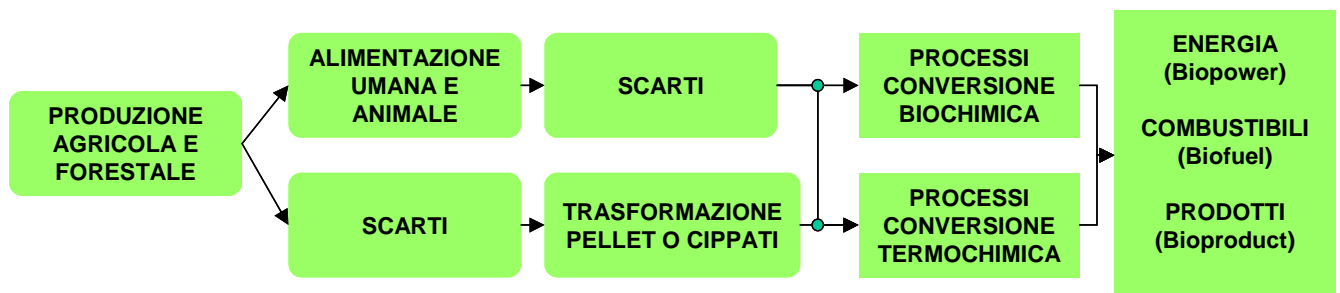 PRODUZIONE
AGRICOLA E
FORESTALE
ALIMENTAZIONE
UMANA E
ANIMALE
SCARTI
PROCESSI
CONVERSIONE
BIOCHIMICA
SCARTI
TRASFORMAZIONE
PELLET O CIPPATI
PROCESSI
CONVERSIONE
TERMOCHIMICA
ENERGIA
(Biopower)
COMBUSTIBILI
(Biofuel)
PRODOTTI
(Bioproduct)